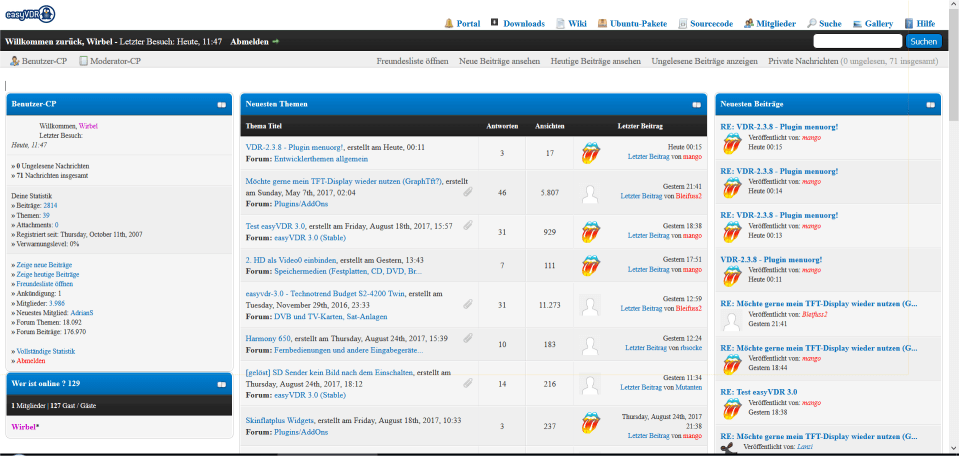 easyVDR
Portal Downloads Wiki Ubuntu-Pakete Sourcecode Mitglieder Suche Gallery Hilfe
Willkommen zurück, Wirbel - Letzter Besuch: Heute, 11:47 Abmelden
Suchen
Benutzer-CP Moderator-CP
Freundesliste öffnen Neue Beiträge ansehen Heutige Beiträge ansehen Ungelesene Beiträge anzeigen Private Nachrichten (0 ungelesen, 71 insgesamt)
Benutzer-CP
Willkommen, Wirbel
Letzter Besuch:
Heute, 11:47
» 0 Ungelesene Nachrichten
» 71 Nachrichten insgesamt
Deine Statistik
» Beiträge: 2814
» Themen: 39
» Attachments: 0
» Registriert seit: Thursday, October 11th, 2007
» Verwarnungslevel: 0%
» Zeige neue Beiträge
» Zeige heutige Beiträge
» Freundesliste öffnen
» Ankündigung: 1
» Mitglieder: 3.986
» Neuestes Mitglied: AdrianS
» Forum Themen: 18.092
» Forum Beiträge: 176.970
» Vollständige Statistik
» Abmelden
Wer ist online ? 129
1 Mitglieder | 127 Gast / Gäste
Wirbel*
Neuesten Themen
Thema Titel Antworten Ansichten Letzter Beitrag
VDR-2.3.8 - Plugin menuorg!, erstellt am Heute, 00:11
Forum: Entwicklerthemen allgemein
3 17
Heute 00:15
Letzter Beitrag von mango
Möchte gerne mein TFT-Display wieder nutzen (GraphTft?), erstellt
am Sunday, May 7th, 2017, 02:04
Forum: Plugins/AddOns
46 5.807
Gestern 21:41
Letzter Beitrag von Bleifuss2
Test easyVDR 3.0, erstellt am Friday, August 18th, 2017, 15:57
Forum: easyVDR 3.0 (Stable)
31 929
Gestern 18:38
Letzter Beitrag von mango
2. HD als Video0 einbinden, erstellt am Gestern, 13:43
Forum: Speichermedien (Festplatten, CD, DVD, Br...
7 111
Gestern 17:51
Letzter Beitrag von mango
easyvdr-3.0 - Technotrend Budget S2-4200 Twin, erstellt am
Tuesday, November 29th, 2016, 23:33
Forum: DVB und TV-Karten, Sat-Anlagen
31 11.273
Gestern 12:59
Letzter Beitrag von Bleifuss2
Harmony 650, erstellt am Thursday, August 24th, 2017, 15:39
Forum: Fernbedienungen und andere Eingabegeräte...
10 183
Gestern 12:24
Letzter Beitrag von rbsocke
[gelöst] SD Sender kein Bild nach dem Einschalten, erstellt am
Thursday, August 24th, 2017, 18:12
Forum: easyVDR 3.0 (Stable)
14 216
Gestern 11:34
Letzter Beitrag von Mutanten
Skinflatplus Widgets, erstellt am Friday, August 18th, 2017, 10:33
Forum: Plugins/AddOns
3 237
Thursday, August 24th, 2017
21:38
Letzter Beitrag von mango
Neuesten Beiträge
RE: VDR-2.3.8 - Plugin menuorg!
Veröffentlicht von: mango
Heute 00:15
RE: VDR-2.3.8 - Plugin menuorg!
Veröffentlicht von: mango
Heute 00:14
RE: VDR-2.3.8 - Plugin menuorg!
Veröffentlicht von: mango
Heute 00:13
VDR-2.3.8 - Plugin menuorg!
Veröffentlicht von: mango
Heute 00:11
RE: Möchte gerne mein TFT-Display wieder nutzen (G...
Veröffentlicht von: Bleifuss2
Gestern 21:41
RE: Möchte gerne mein TFT-Display wieder nutzen (G...
Veröffentlicht von: mango
Gestern 18:44
RE: Test easyVDR 3.0
Veröffentlicht von: mango
Gestern 18:38
RE: Möchte gerne mein TFT-Display wieder nutzen (G...
Veröffentlicht von: Lanzi